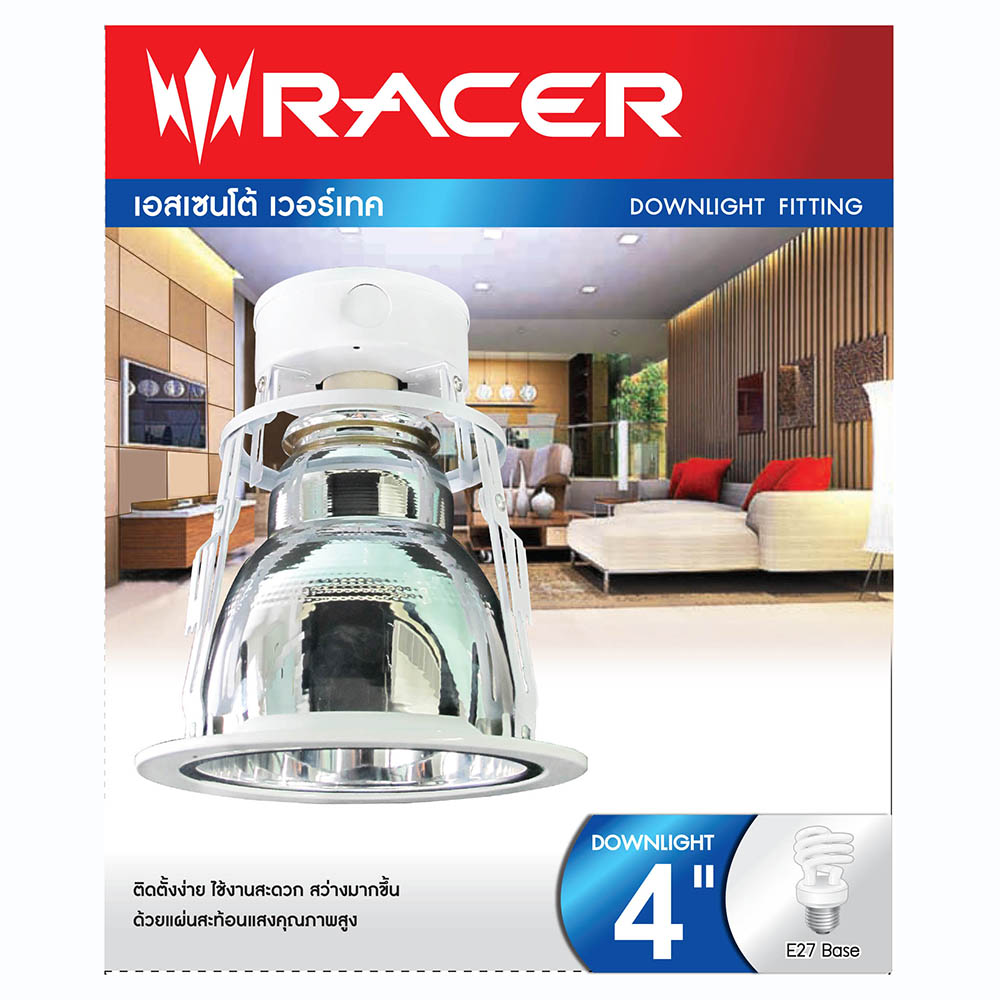 RACER
เอสเซนโต้ เวอร์เทค
DOWNLIGHT FITTING
ติดตั้งง่าย ใช้งานสะดวก สว่างมากขึ้น
ด้วยแผ่นสะท้อนแสงคุณภาพสูง
DOWNLIGHT
4"
E27 Base